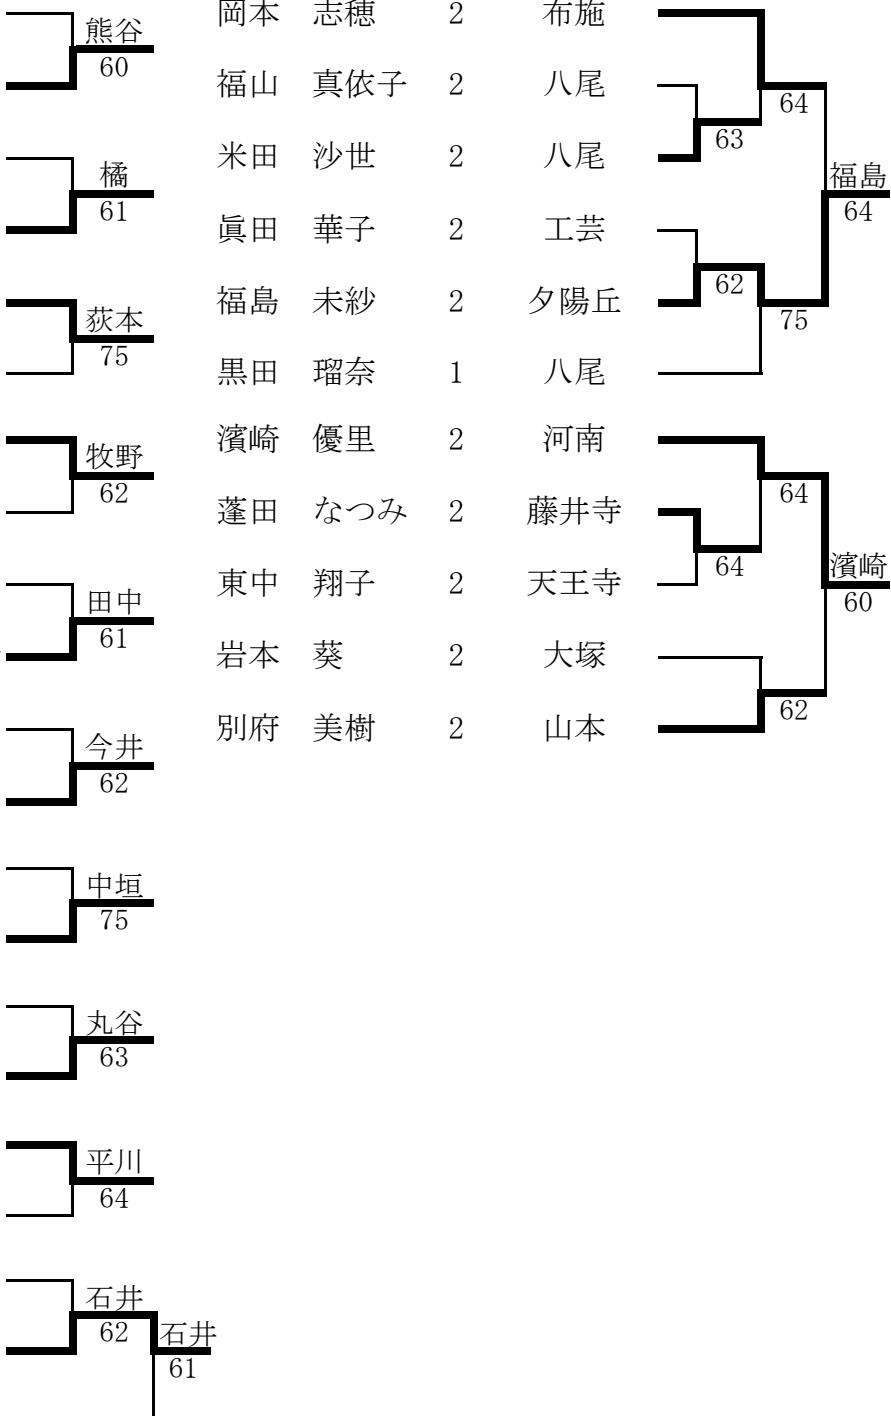 熊谷
60
橘
61
荻本
75
牧野
62
田中
61
今井
62
中垣
75
丸谷
63
平川
64
石井
62
石井
61
岡本 志穂 2 布施
福山 真依子 2 八尾
米田 沙世 2 八尾
眞田 華子 2 工芸
福島 未紗 2 夕陽丘
黒田 瑠奈 1 八尾
濱崎 優里 2 河南
蓬田 なつみ 2 藤井寺
東中 翔子 2 天王寺
岩本 葵 2 大塚
別府 美樹 2 山本
64
63
福島
64
62
75
64
64
濱崎
60
62